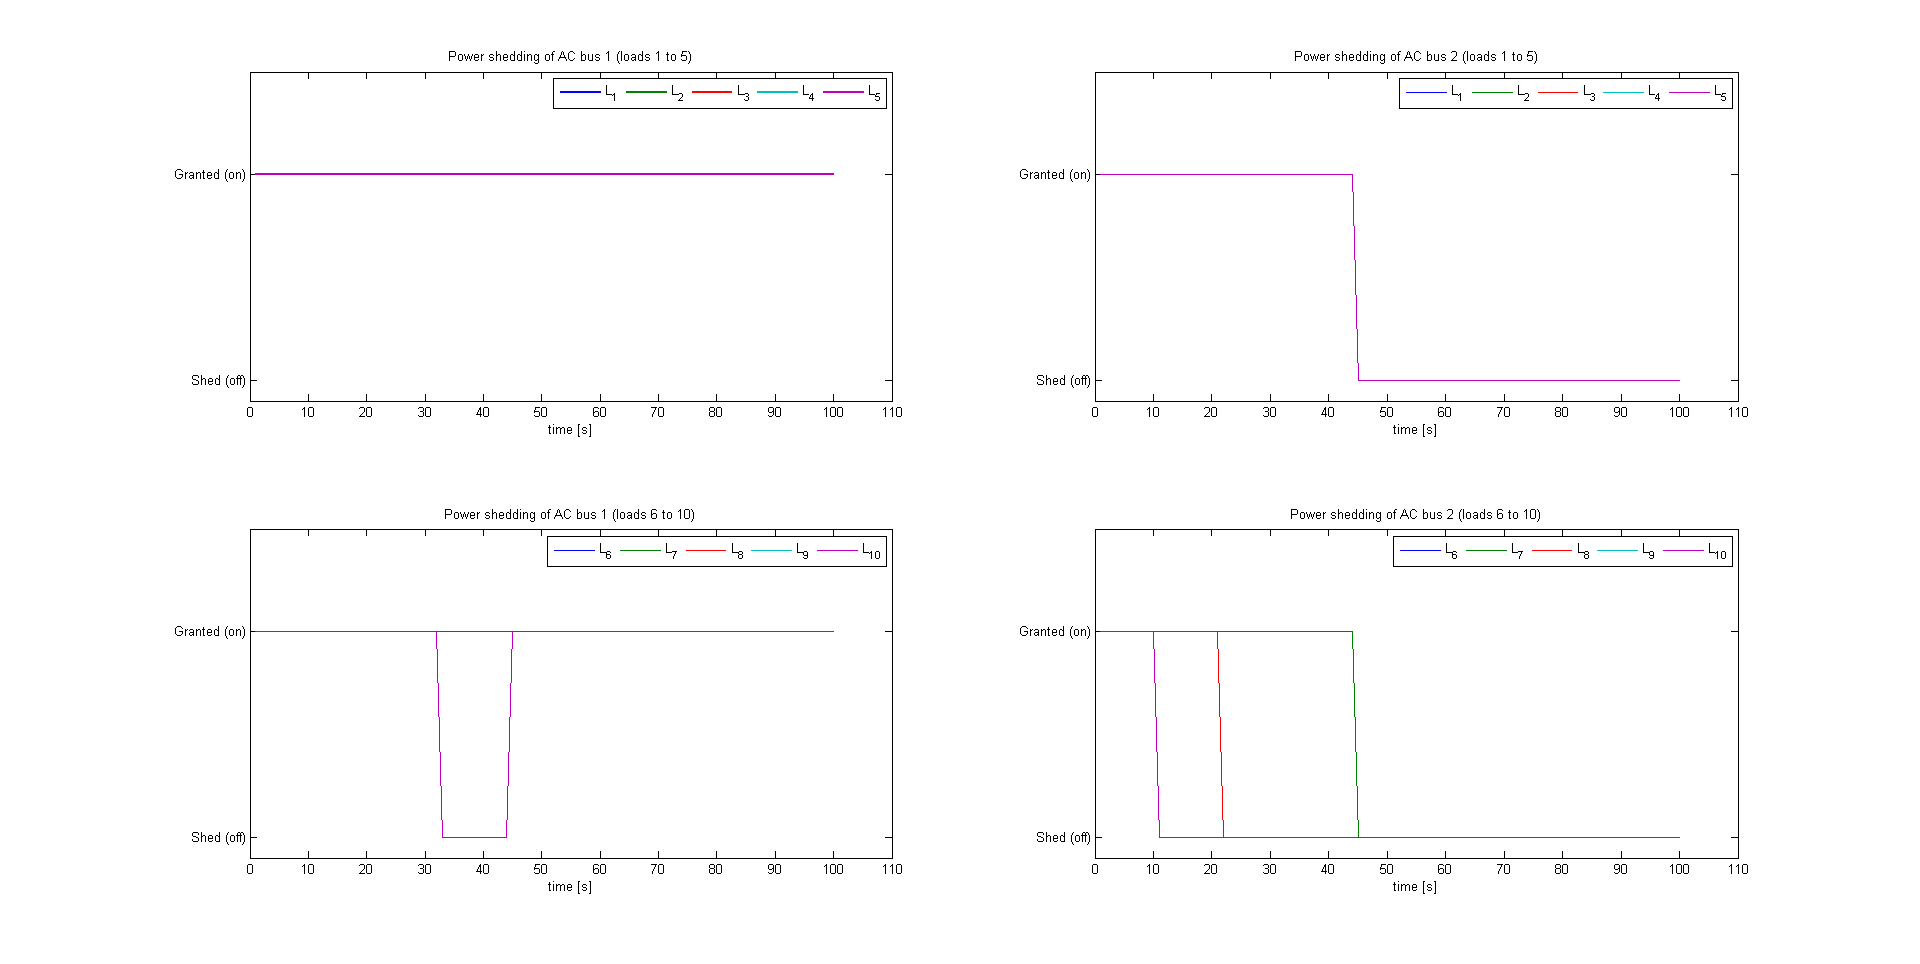 Power shedding of AC bus 1 (loads 1 to 5)
L1 L2 L3 L4 L5
Granted (on)
Shed (off)
0 10 20 30 40 50 60 70 80 90 100 110
time [s]
Power shedding of AC bus 2 (loads 1 to 5)
L1 L2 L3 L4 L5
Granted (on)
Shed (off)
0 10 20 30 40 50 60 70 80 90 100 110
time [s]
Power shedding of AC bus 1 (loads 6 to 10)
L6 L7 L8 L9 L10
Granted (on)
Shed (off)
0 10 20 30 40 50 60 70 80 90 100 110
time [s]
Power shedding of AC bus 2 (loads 6 to 10)
L6 L7 L8 L9 L10
Granted (on)
Shed (off)
0 10 20 30 40 50 60 70 80 90 100 110
time [s]